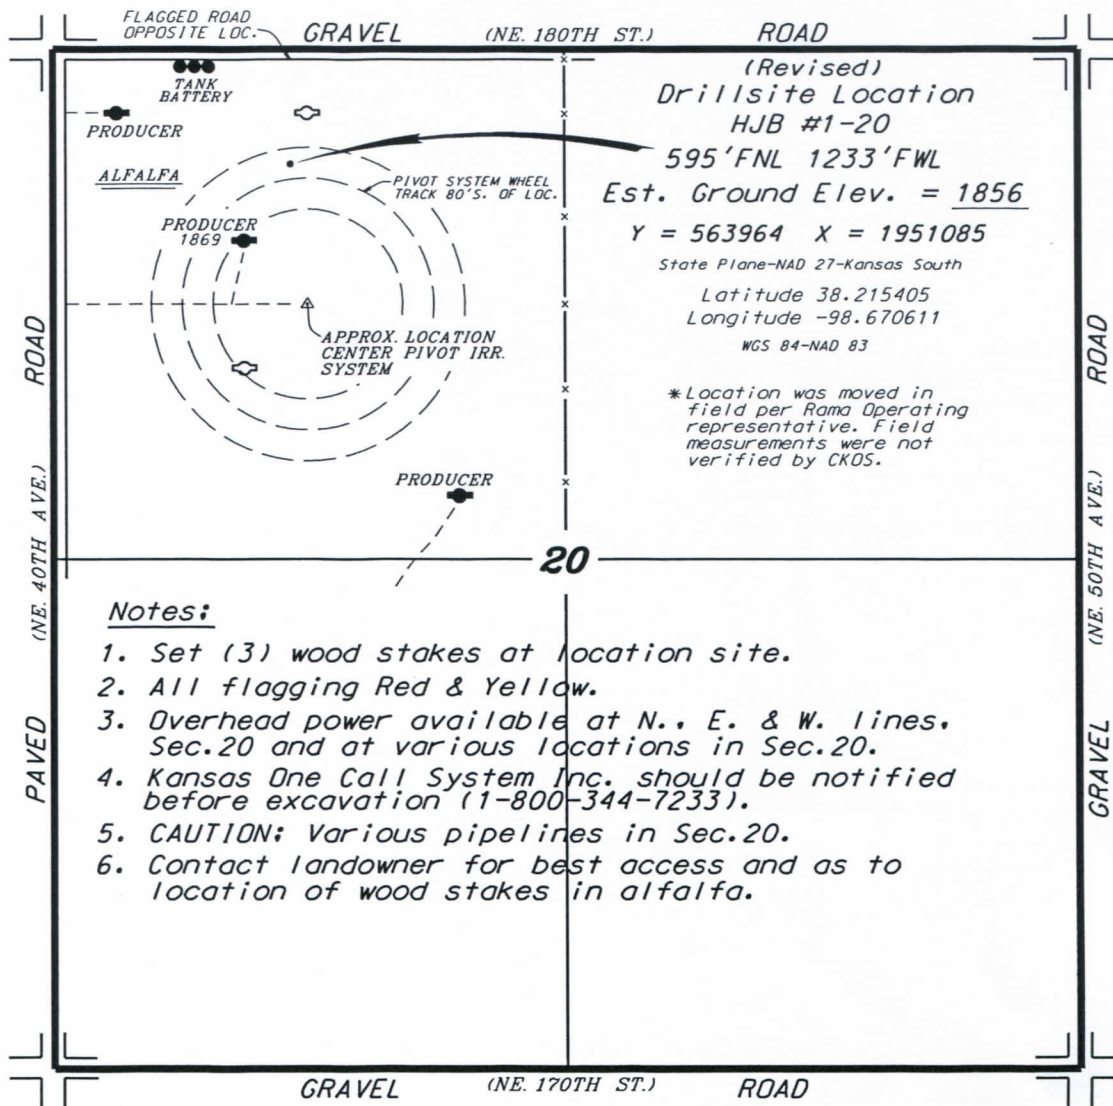 FLAGGED ROAD
OPPOSITE LOC.
GRAVEL (NE. 180TH ST.) ROAD
TANK
BATTERY
PRODUCER
ALFALFA
PIVOT SYSTEM WHEEL
TRACK 80'S. OF LOC.
PRODUCER
1869
APPROX. LOCATION
CENTER PIVOT IRR.
SYSTEM
PRODUCER
(Revised)
Drillsite Location
HJB #1-20
595'FNL 1233'FWL
Est. Ground Elev. = 1856
Y = 563964 X = 1951085
State Plane-NAD 27-Kansas South
Latitude 38.215405
Longitude -98.670611
WGS 84-NAD 83
* Location was moved in
field per Rama Operating
representative. Field
measurements were not
verified by CKOS.
20
PAVED (NE. 40TH AVE.) ROAD
GRAVEL (NE. 50TH AVE.) ROAD
Notes:
1. Set (3) wood stakes at location site.
2. All flagging Red & Yellow.
3. Overhead power available at N., E. & W. lines,
Sec.20 and at various locations in Sec.20.
4. Kansas One Call System Inc. should be notified
before excavation (1-800-344-7233).
5. CAUTION: Various pipelines in Sec.20.
6. Contact landowner for best access and as to
location of wood stakes in alfalfa.
GRAVEL (NE. 170TH ST.) ROAD